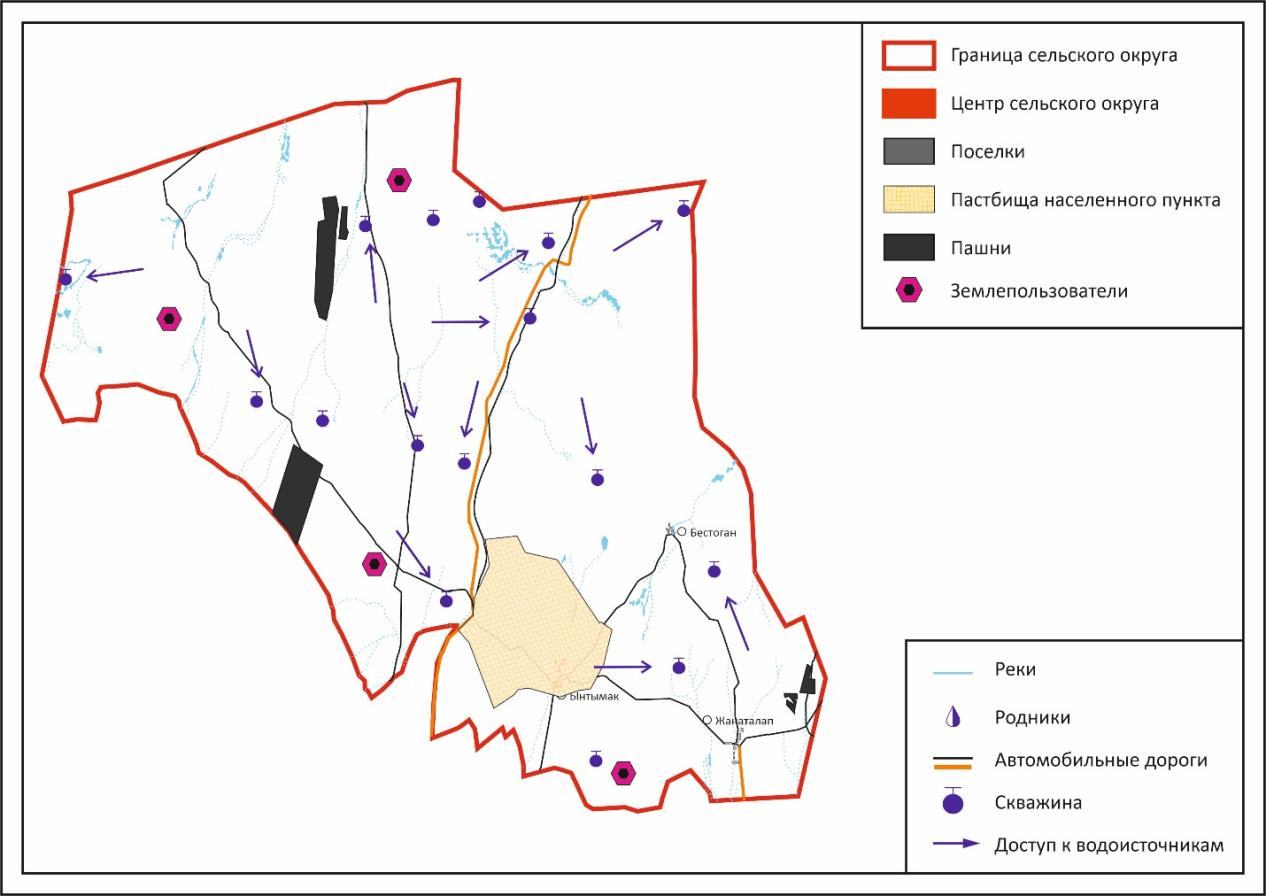 Граница сельского округа
Центр сельского округа
Поселки
Пастбища населенного пункта
Пашни
Землепользователи
Бестоган
Ынтымак
Жанаталап
Реки
Родники
Автомобильные дороги
Скважина
Доступ к водоисточникам